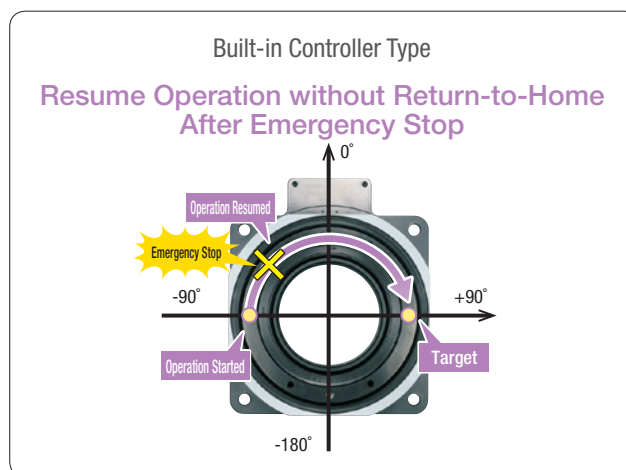 Built-in Controller Type
Resume Operation without Return-to-Home
After Emergency Stop
0˚
Operation Resumed
Emergency Stop
-90˚
+90˚
Operation Started
Target
-180˚